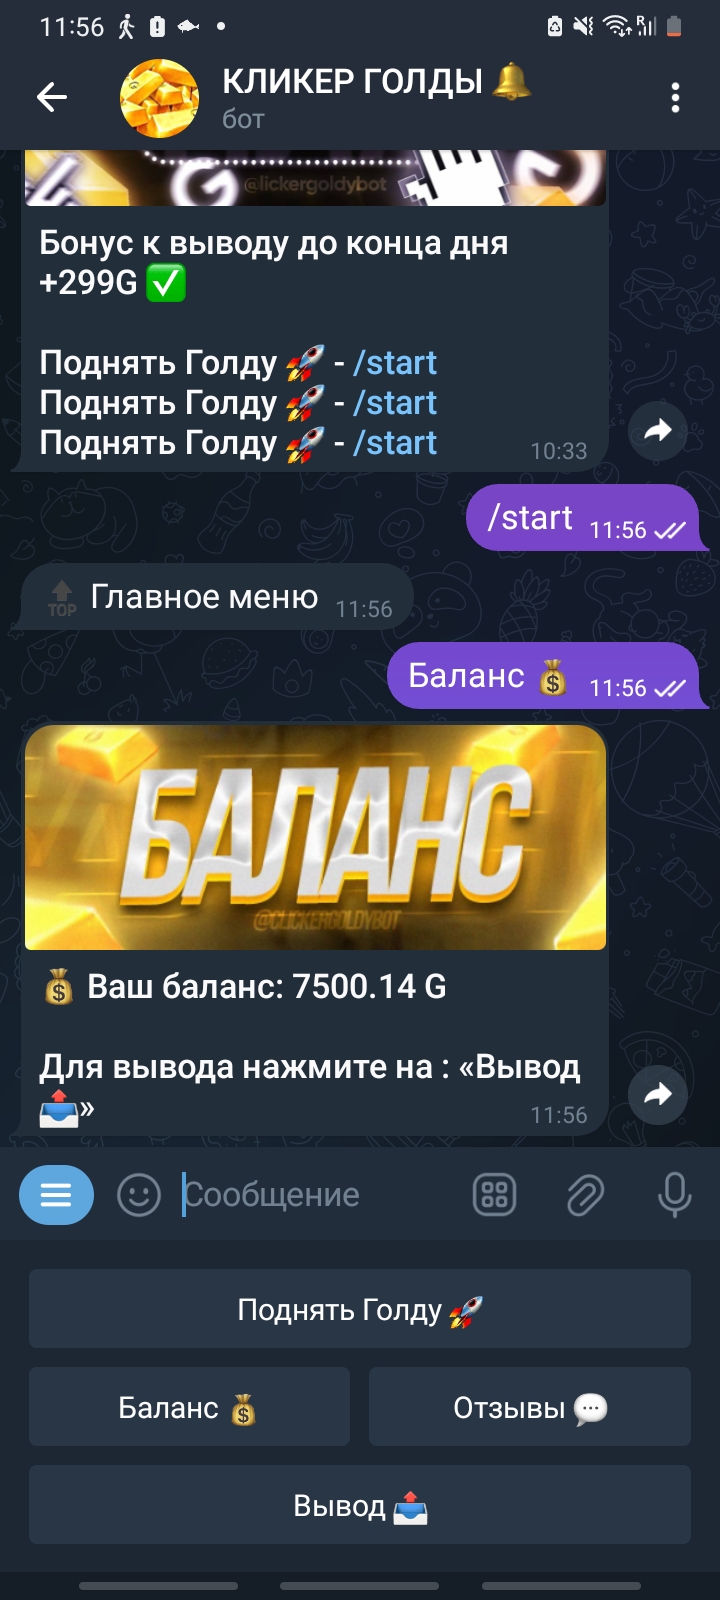 11:56
КЛИКЕР ГОЛДЫ 🔔
бот
@lickergoldybot
Бонус к выводу до конца дня
+299G ✅
Поднять Голду 🚀 - /start
Поднять Голду 🚀 - /start
Поднять Голду 🚀 - /start
10:33
/start 11:56
TOP Главное меню 11:56
Баланс 💰 11:56
БАЛАНС
@CLICKERGOLDYBOT
💰 Ваш баланс: 7500.14 G
Для вывода нажмите на : «Вывод
📤»
11:56
Сообщение
Поднять Голду 🚀
Баланс 💰
Отзывы 💬
Вывод 📤